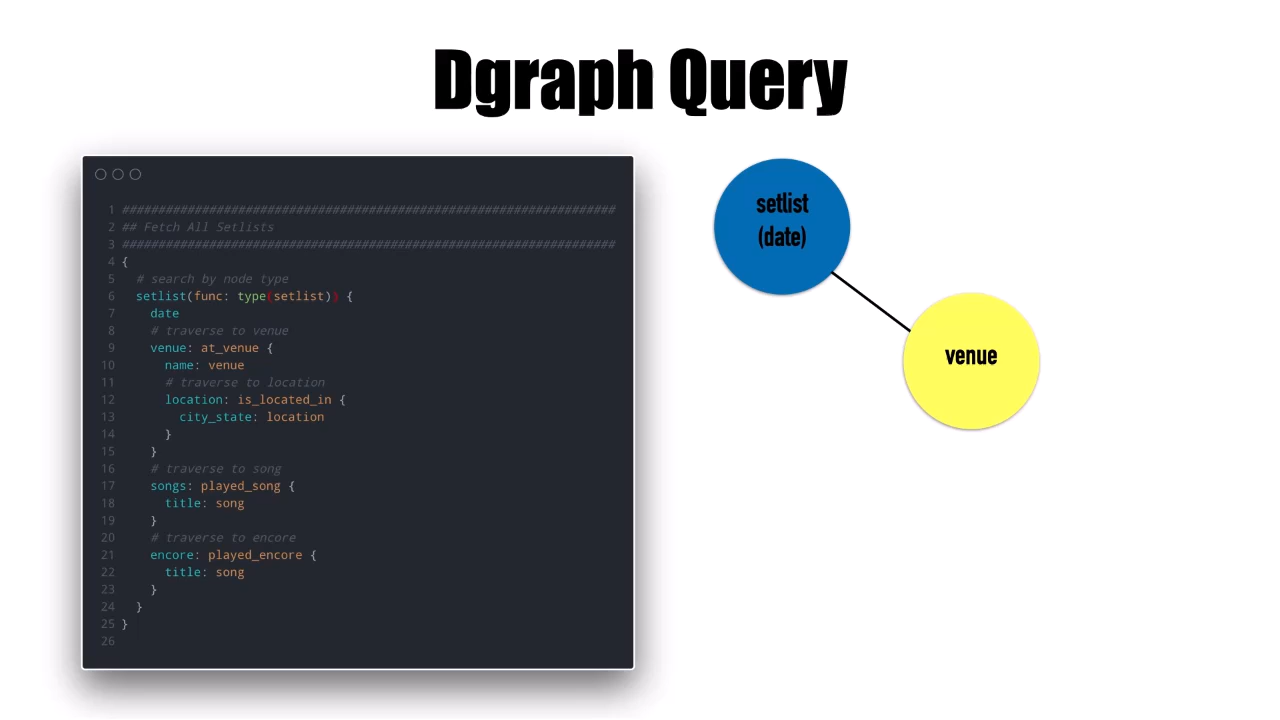 Dgraph Query
1 ####################################################################
2 ## Fetch All Setlists
3 ####################################################################
4 {
5   # search by node type
6   setlist(func: type(setlist)) {
7     date
8     # traverse to venue
9     venue: at_venue {
10       name: venue
11       # traverse to location
12       location: is_located_in {
13         city_state: location
14       }
15     }
16     # traverse to song
17     songs: played_song {
18       title: song
19     }
20     # traverse to encore
21     encore: played_encore {
22       title: song
23     }
24   }
25 }
26
setlist
(date)
venue